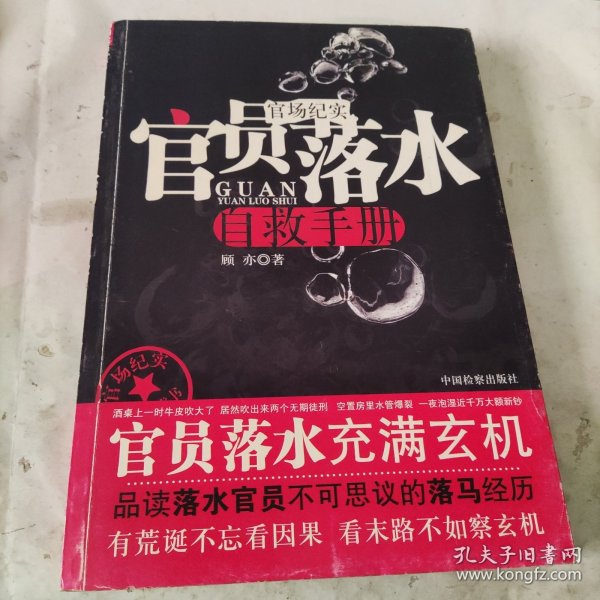 官场纪实
官员落水
GUAN
YUAN LUO SHUI
自救手册
顾亦◎著
官场纪实
中国检察出版社
酒桌上一时牛皮吹大了 居然吹出来两个无期徒刑 空置房里水管爆裂 一夜泡湿近千万大额新钞
官员落水充满玄机
品读落水官员不可思议的落马经历
有荒诞不忘看因果 看末路不如察玄机
孔夫子旧书网
www.kongfz.com